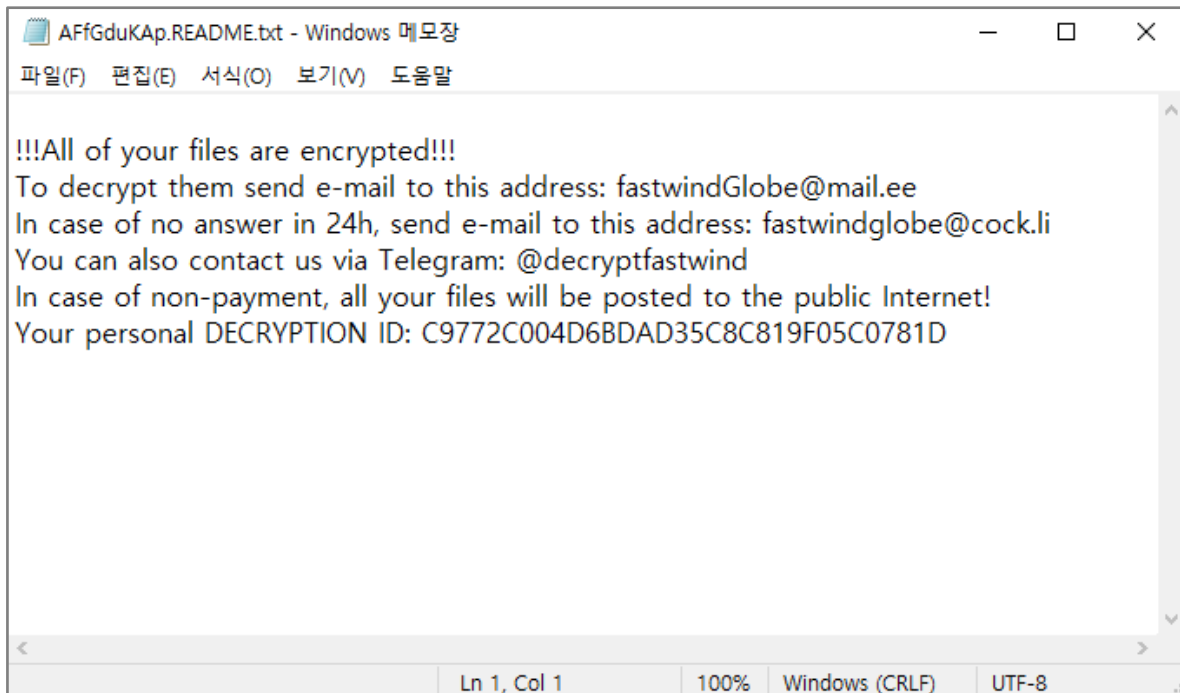 AFfGduKAp.README.txt - Windows 메모장
파일(F) 편집(E) 서식(O) 보기(V) 도움말
!!!All of your files are encrypted!!!
To decrypt them send e-mail to this address: fastwindGlobe@mail.ee
In case of no answer in 24h, send e-mail to this address: fastwindglobe@cock.li
You can also contact us via Telegram: @decryptfastwind
In case of non-payment, all your files will be posted to the public Internet!
Your personal DECRYPTION ID: C9772C004D6BDAD35C8C819F05C0781D
Ln 1, Col 1 100% Windows (CRLF) UTF-8